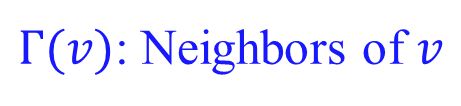 Γ(𝑣): Neighbors of 𝑣